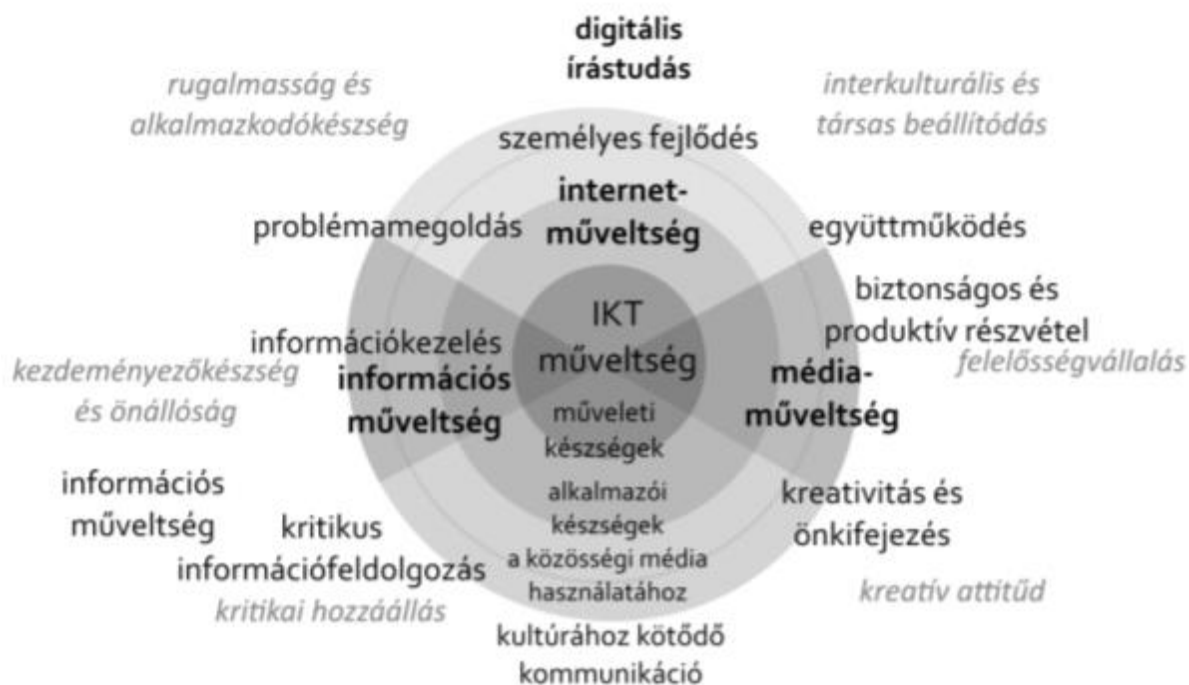 digitális
írástudás
rugalmasság és
alkalmazkodókészség
interkulturális és
társas beállítódás
személyes fejlődés
internet-
műveltség
problémamegoldás
együttműködés
IKT
műveltség
biztonságos és
produktív részvétel
felelősségvállalás
információkezelés
információs
műveltség
kezdeményezőkészség
és önállóság
média-
műveltség
műveleti
készségek
információs
műveltség
kritikus
információfeldolgozás
kritikai hozzáállás
alkalmazói
készségek
a közösségi média
használatához
kreativitás és
önkifejezés
kreatív attitűd
kultúrához kötődő
kommunikáció